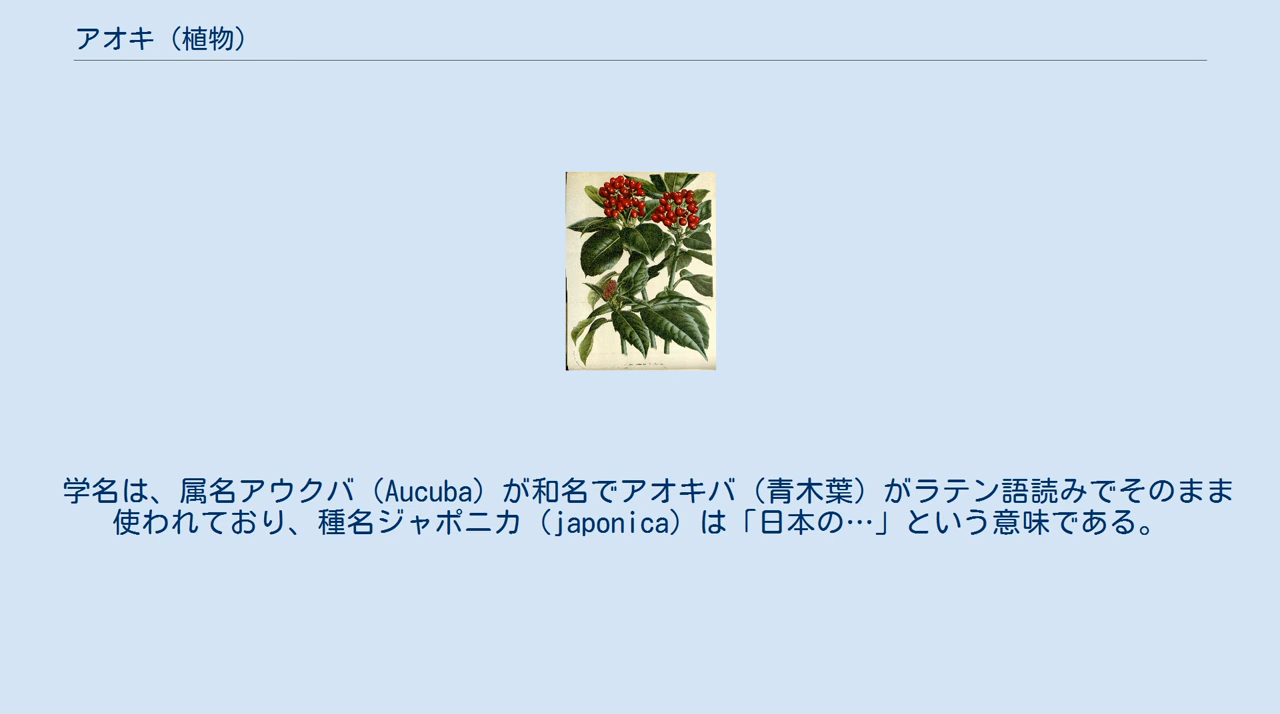 アオキ（植物）
学名は、属名アウクバ（Aucuba）が和名でアオキバ（青木葉）がラテン語読みでそのまま
使われており、種名ジャポニカ（japonica）は「日本の…」という意味である。